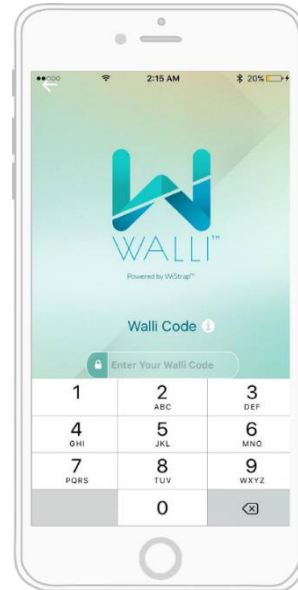 2:15 AM 20%
WALLI™
Powered by WiStrap™
Walli Code i
Enter Your Walli Code
1 2 3
ABC DEF
4 5 6
GHI JKL MNO
7 8 9
PQRS TUV WXYZ
0